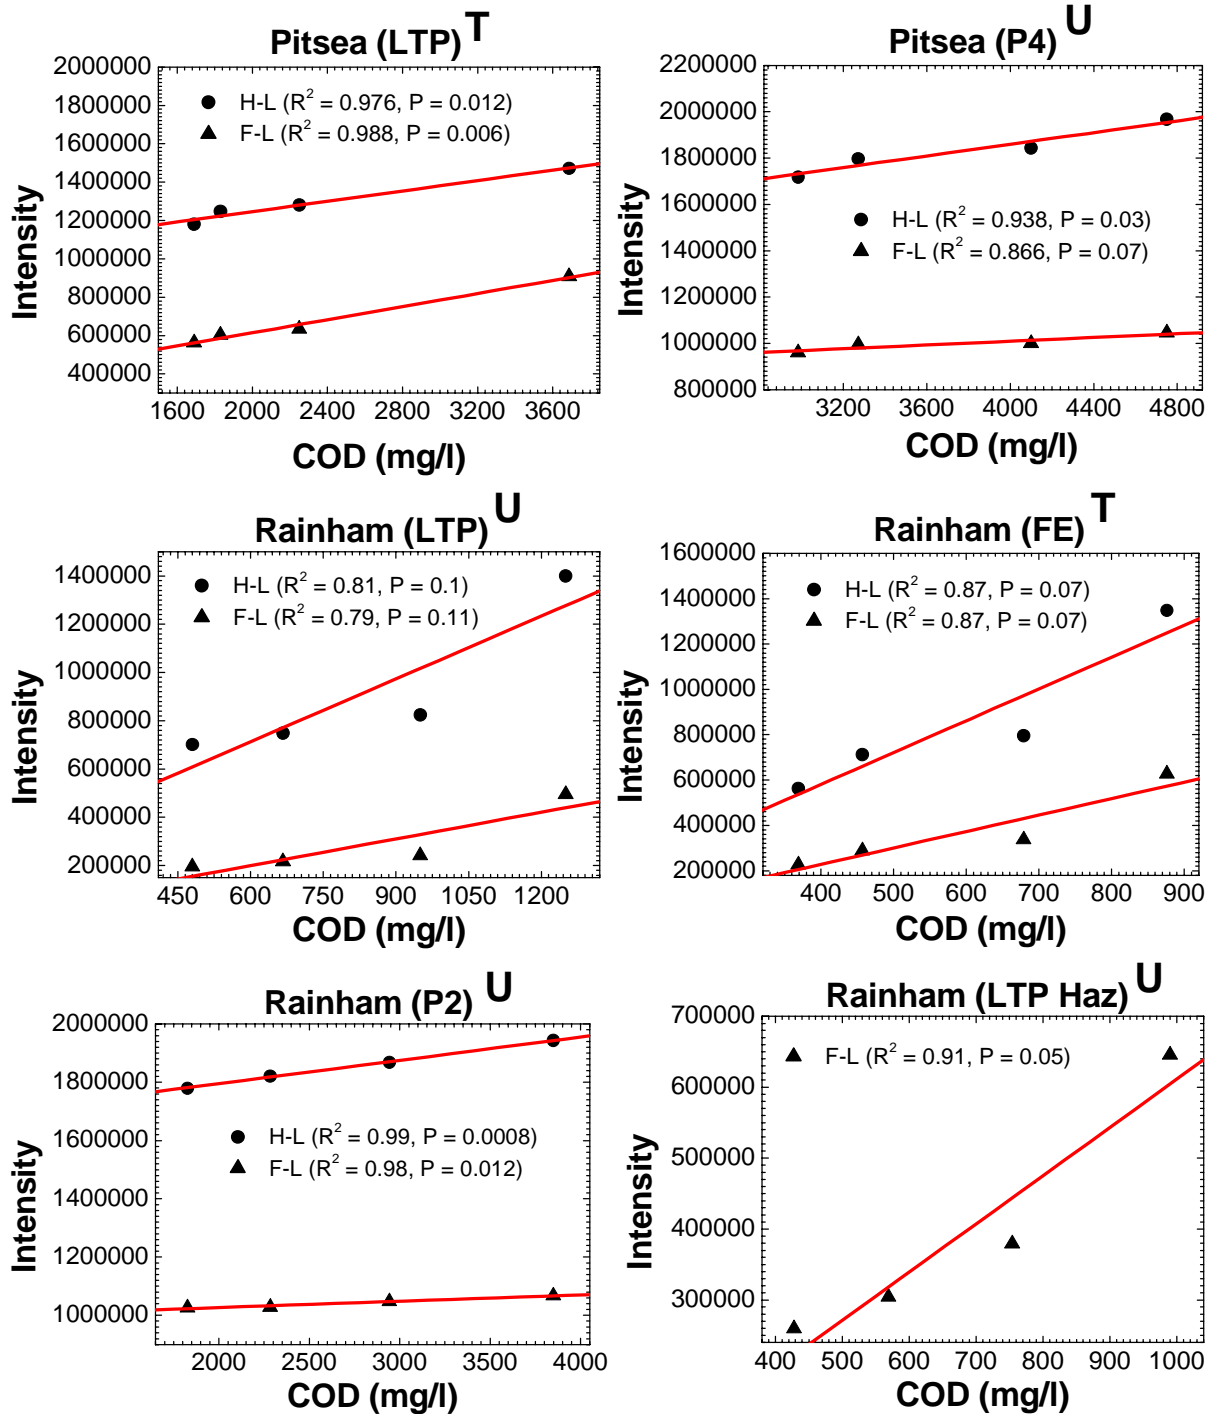 Pitsea (LTP) T
2000000
1800000
1600000
1400000
1200000
1000000
800000
600000
400000
H-L (R² = 0.976, P = 0.012)
F-L (R² = 0.988, P = 0.006)
Intensity
1600 2000 2400 2800 3200 3600
COD (mg/l)
Pitsea (P4) U
2200000
2000000
1800000
1600000
1400000
1200000
1000000
800000
H-L (R² = 0.938, P = 0.03)
F-L (R² = 0.866, P = 0.07)
Intensity
3200 3600 4000 4400 4800
COD (mg/l)
Rainham (LTP) U
1400000
1200000
1000000
800000
600000
400000
200000
H-L (R² = 0.81, P = 0.1)
F-L (R² = 0.79, P = 0.11)
Intensity
450 600 750 900 1050 1200
COD (mg/l)
Rainham (FE) T
1600000
1400000
1200000
1000000
800000
600000
400000
200000
H-L (R² = 0.87, P = 0.07)
F-L (R² = 0.87, P = 0.07)
Intensity
400 500 600 700 800 900
COD (mg/l)
Rainham (P2) U
2000000
1800000
1600000
1400000
1200000
1000000
H-L (R² = 0.99, P = 0.0008)
F-L (R² = 0.98, P = 0.012)
Intensity
2000 2500 3000 3500 4000
COD (mg/l)
Rainham (LTP Haz) U
700000
600000
500000
400000
300000
F-L (R² = 0.91, P = 0.05)
Intensity
400 500 600 700 800 900 1000
COD (mg/l)